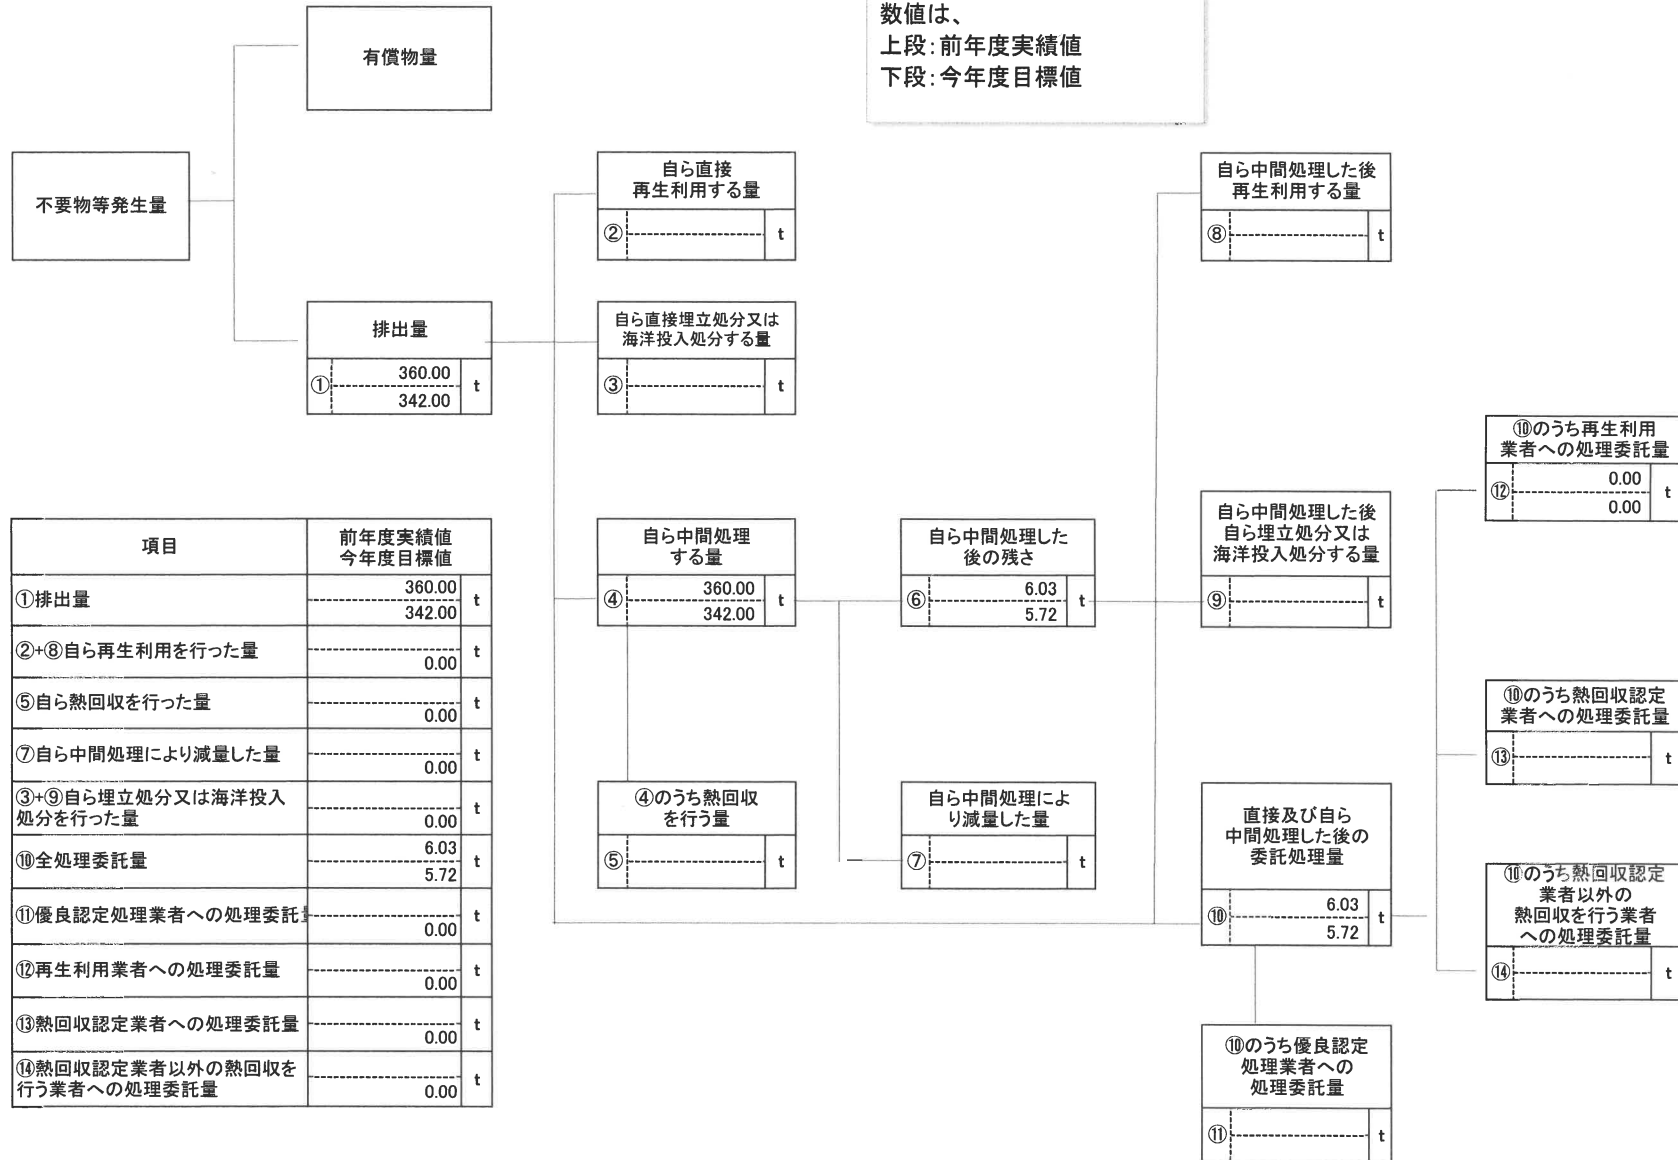 数値は、
上段:前年度実績値
下段:今年度目標値
有償物量
不要物等発生量
排出量
① 360.00 t
342.00
自ら直接
再生利用する量
② t
自ら直接埋立処分又は
海洋投入処分する量
③ t
自ら中間処理した後
再生利用する量
⑧ t
自ら中間処理
する量
④ 360.00 t
342.00
自ら中間処理した
後の残さ
⑥ 6.03 t
5.72
自ら中間処理した後
自ら埋立処分又は
海洋投入処分する量
⑨ t
④のうち熱回収
を行う量
⑤ t
自ら中間処理によ
り減量した量
⑦ t
直接及び自ら
中間処理した後の
委託処理量
⑩ 6.03 t
5.72
⑩のうち再生利用
業者への処理委託量
⑫ 0.00 t
0.00
⑩のうち熱回収認定
業者への処理委託量
⑬ t
⑩のうち熱回収認定
業者以外の
熱回収を行う業者
への処理委託量
⑭ t
⑩のうち優良認定
処理業者への
処理委託量
⑪ t
項目 前年度実績値
今年度目標値
①排出量 360.00 t
342.00
②+⑧自ら再生利用を行った量 t
0.00
⑤自ら熱回収を行った量 t
0.00
⑦自ら中間処理により減量した量 t
0.00
③+⑨自ら埋立処分又は海洋投入
処分を行った量 t
0.00
⑩全処理委託量 6.03 t
5.72
⑪優良認定処理業者への処理委託 t
0.00
⑫再生利用業者への処理委託量 t
0.00
⑬熱回収認定業者への処理委託量 t
0.00
⑭熱回収認定業者以外の熱回収を
行う業者への処理委託量 t
0.00